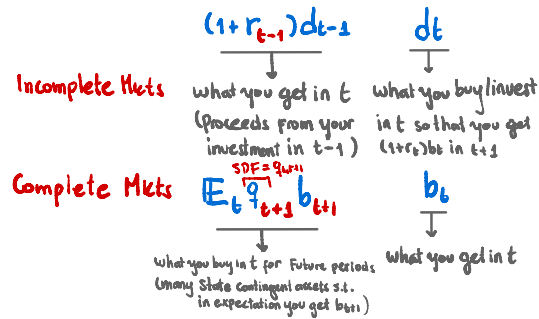 (1+r_{t-1})d_{t-1} d_t
Incomplete Mkts
what you get in t
(Proceeds from your
investment in t-1)
what you buy/invest
in t so that you get
(1+r_t)b_t in t+1
Complete Mkts
SDF = q_{t,t+1}
𝔼_t q_{t+1} b_{t+1} b_t
what you buy in t for Future periods
(many State contingent assets s.t.
in expectation you get b_{t+1})
what you get in t